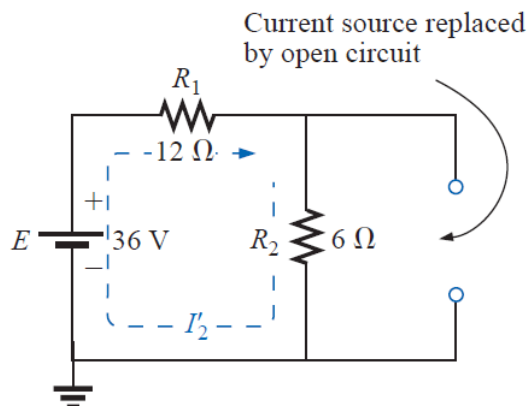 Current source replaced
by open circuit
R1
12 Ω
+
E
36 V
R2
6 Ω
–
I′2